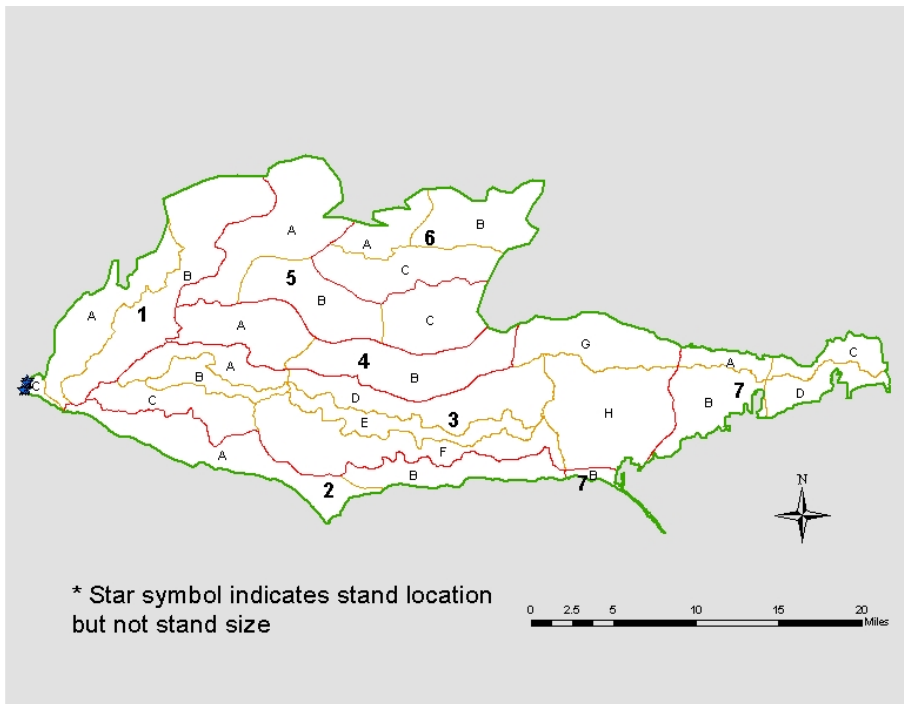 A
B
A
6
A
C
5
B
B
A
1
C
A
G
4
A
C
A
B
C
B
7
D
B
D
3
C
B
H
E
F
A
B
B
7
2
N
* Star symbol indicates stand location
but not stand size
0 2.5 5 10 15 20
Miles